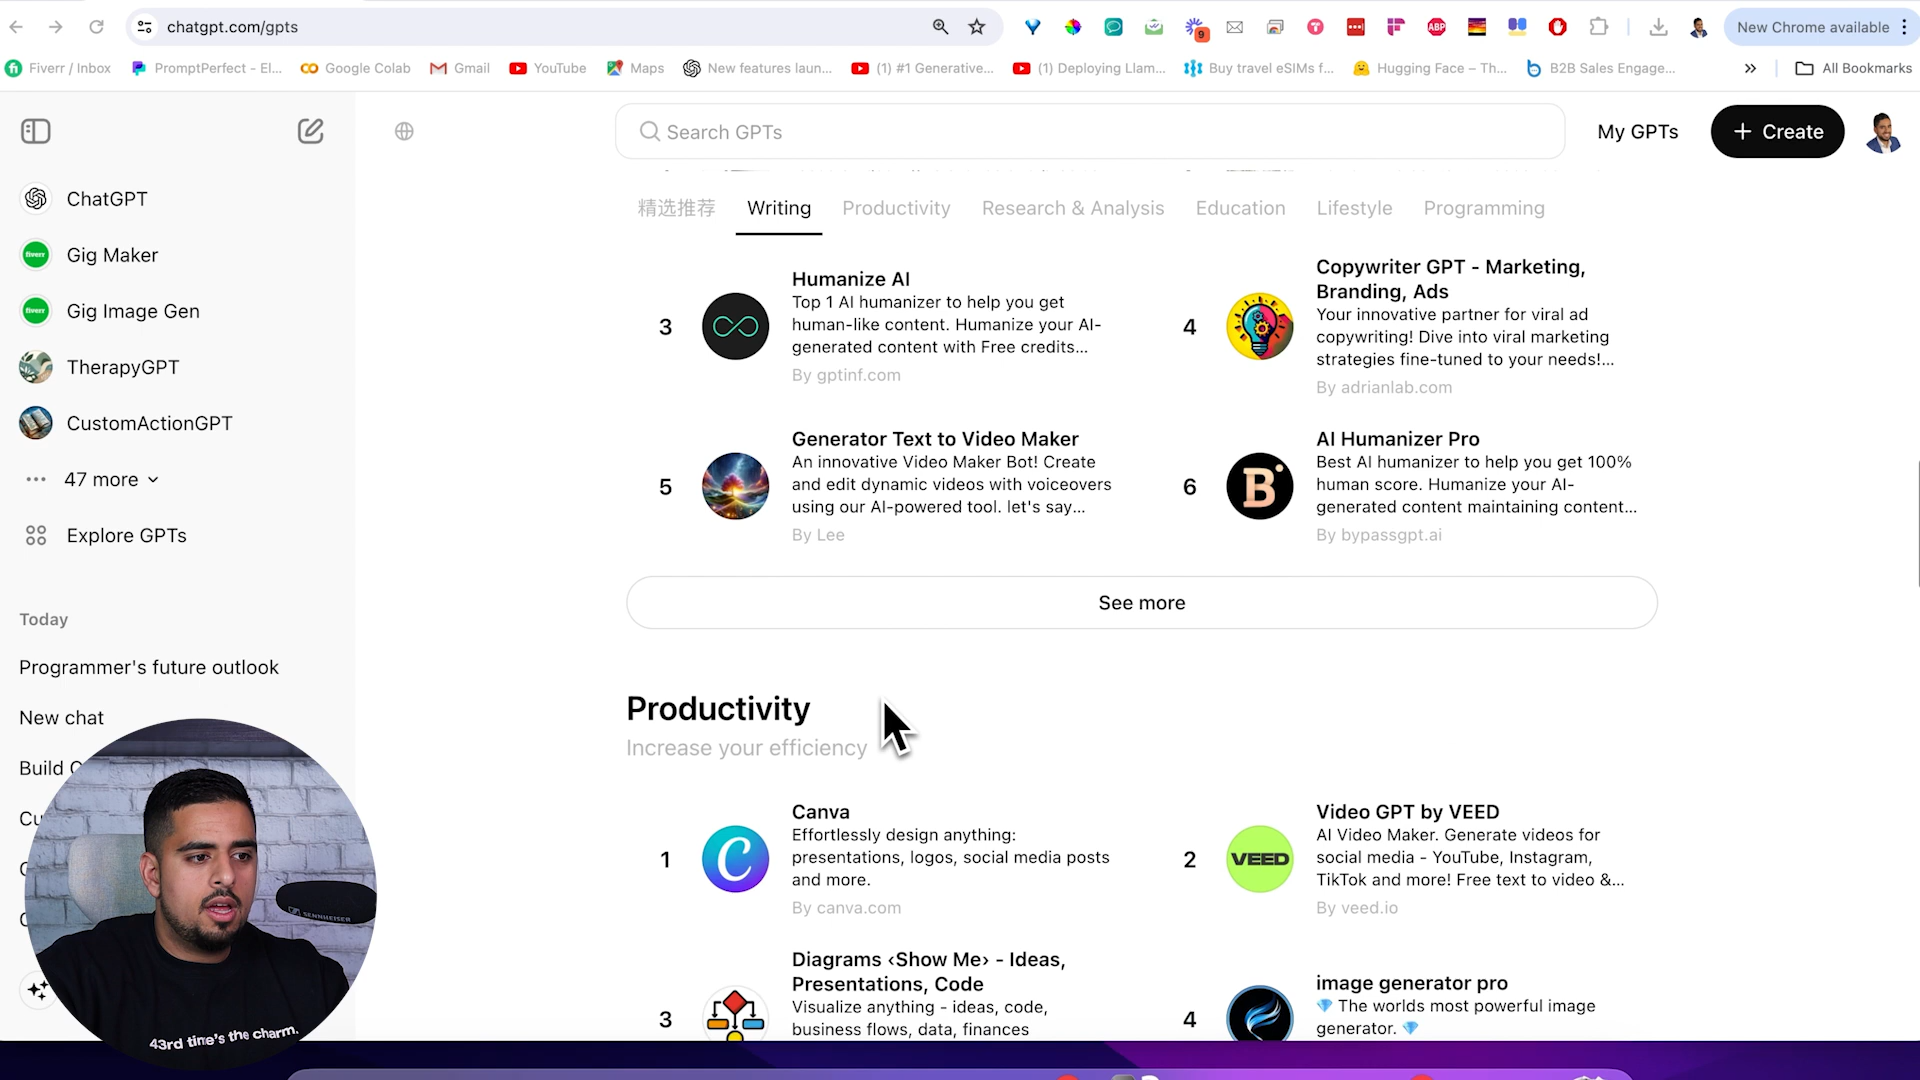 chatgpt.com/gpts
9
ABP
New Chrome available
Fiverr / Inbox
PromptPerfect - El...
Google Colab
Gmail
YouTube
Maps
New features laun...
(1) #1 Generative...
(1) Deploying Llam...
Buy travel eSIMs f...
Hugging Face – Th...
B2B Sales Engage...
All Bookmarks
Search GPTs
My GPTs
Create
ChatGPT
fiverr
Gig Maker
fiverr
Gig Image Gen
TherapyGPT
CustomActionGPT
47 more
Explore GPTs
Today
Programmer's future outlook
New chat
Build
精选推荐
Writing
Productivity
Research & Analysis
Education
Lifestyle
Programming
3
Humanize AI
Top 1 AI humanizer to help you get
human-like content. Humanize your AI-
generated content with Free credits...
By gptinf.com
4
Copywriter GPT - Marketing,
Branding, Ads
Your innovative partner for viral ad
copywriting! Dive into viral marketing
strategies fine-tuned to your needs!...
By adrianlab.com
5
Generator Text to Video Maker
An innovative Video Maker Bot! Create
and edit dynamic videos with voiceovers
using our AI-powered tool. let's say...
By Lee
6
B
AI Humanizer Pro
Best AI humanizer to help you get 100%
human score. Humanize your AI-
generated content maintaining content...
By bypassgpt.ai
See more
Productivity
Increase your efficiency
1
C
Canva
Effortlessly design anything:
presentations, logos, social media posts
and more.
By canva.com
2
VEED
Video GPT by VEED
AI Video Maker. Generate videos for
social media - YouTube, Instagram,
TikTok and more! Free text to video &...
By veed.io
3
Diagrams ‹Show Me› - Ideas,
Presentations, Code
Visualize anything - ideas, code,
business flows, data, finances
4
image generator pro
💎 The worlds most powerful image
generator. 💎
SENNHEISER
43rd time's the charm.